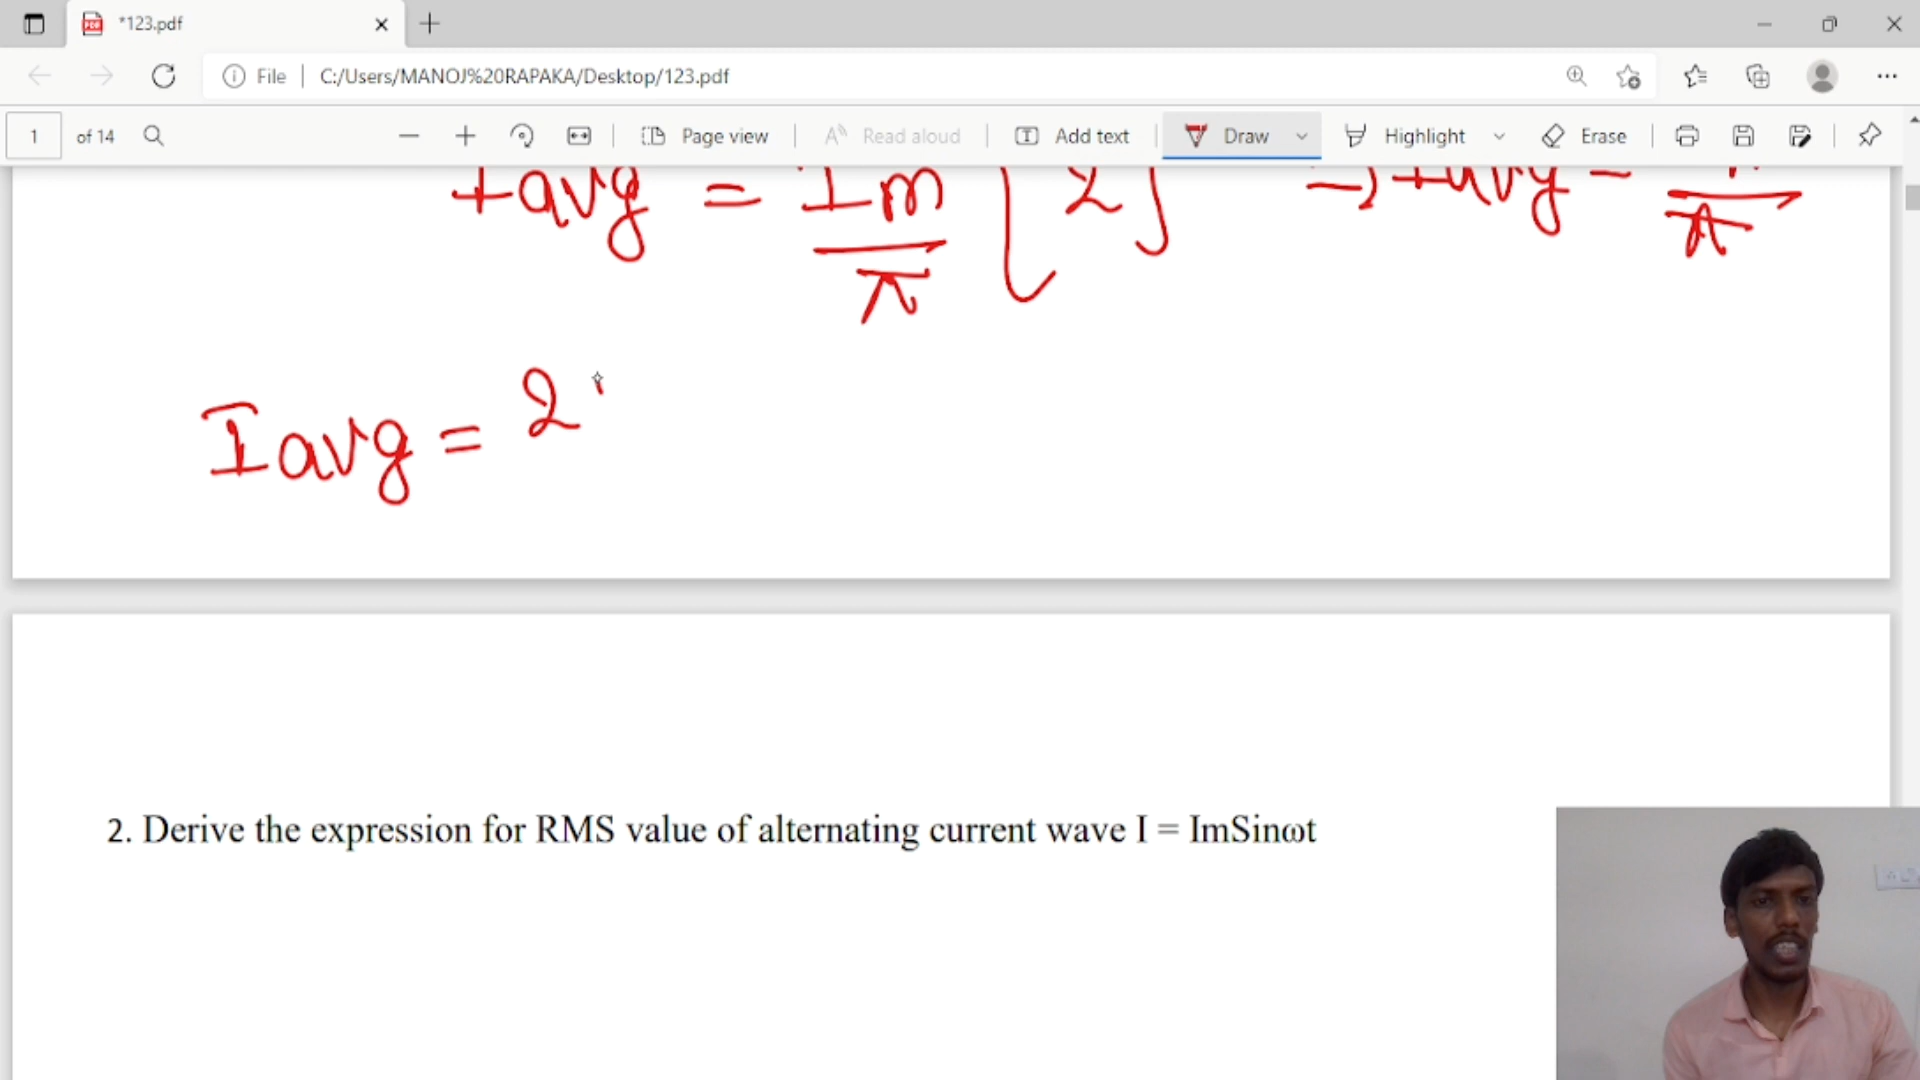 *123.pdf
File C:/Users/MANOJ%20RAPAKA/Desktop/123.pdf
1 of 14 Page view Read aloud Add text Draw Highlight Erase
Iavg = Im/π [2] ⇒ Iavg =
Iavg = 2
2. Derive the expression for RMS value of alternating current wave I = ImSinωt